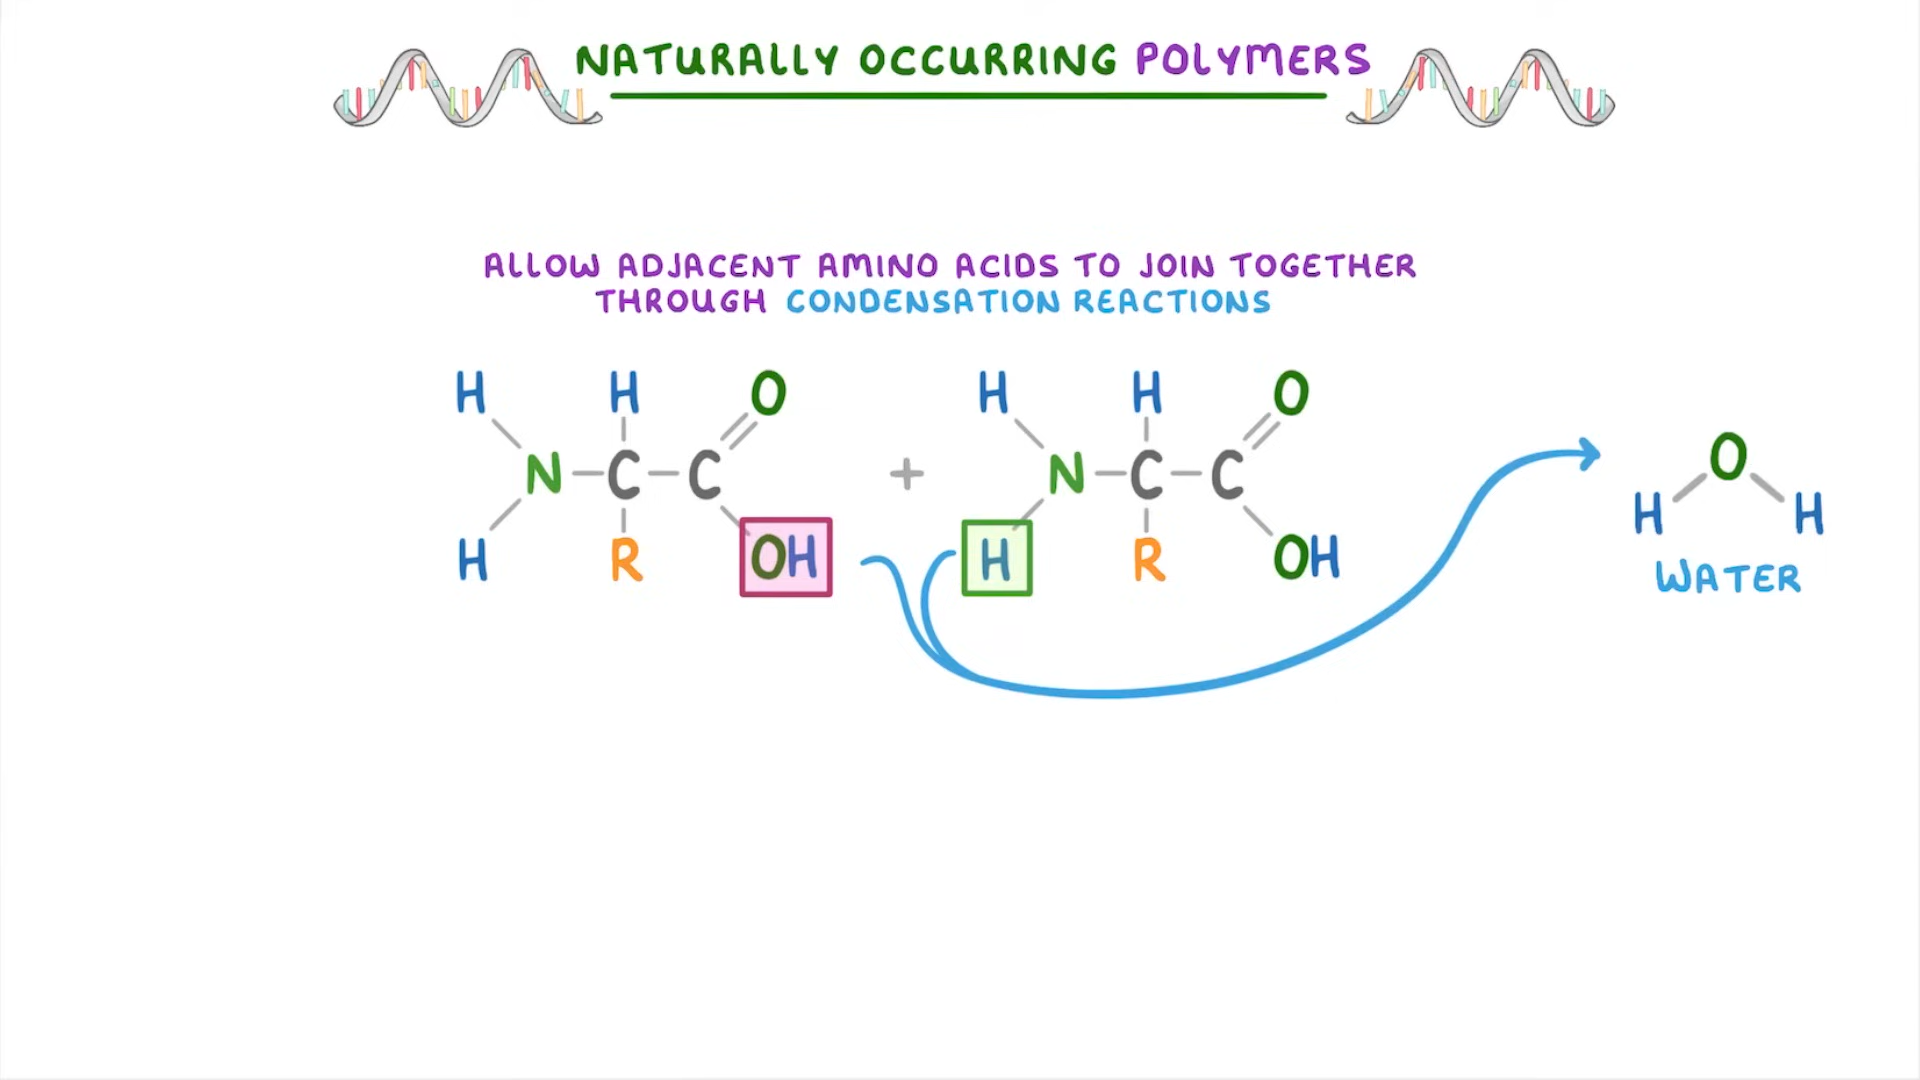 NATURALLY OCCURRING POLYMERS
ALLOW ADJACENT AMINO ACIDS TO JOIN TOGETHER
THROUGH CONDENSATION REACTIONS
H H O H H O
N C C + N C C O
H H
H R OH H R OH
WATER